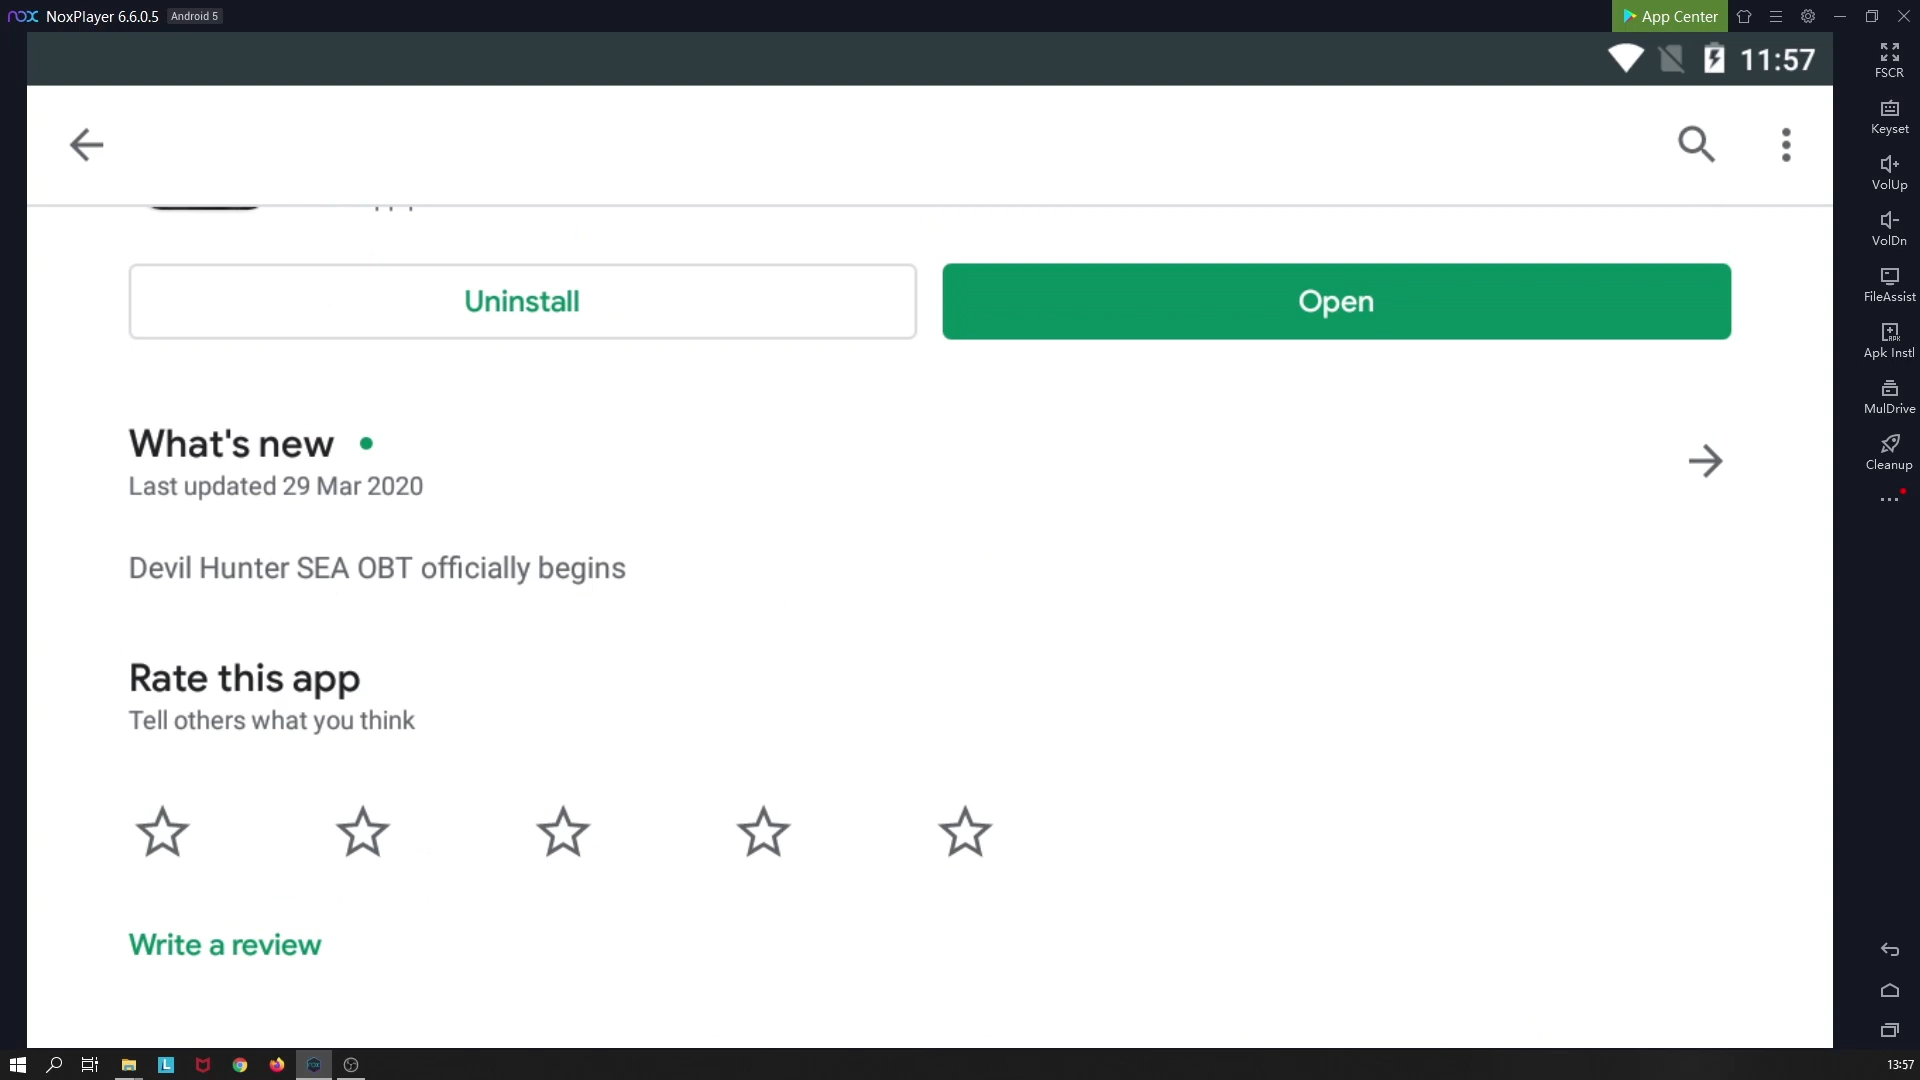 nox NoxPlayer 6.6.0.5 Android 5
App Center
11:57
FSCR
Keyset
VolUp
VolDn
FileAssist
Apk Instl
MulDrive
Cleanup
Uninstall
Open
What's new
Last updated 29 Mar 2020
Devil Hunter SEA OBT officially begins
Rate this app
Tell others what you think
Write a review
13:57